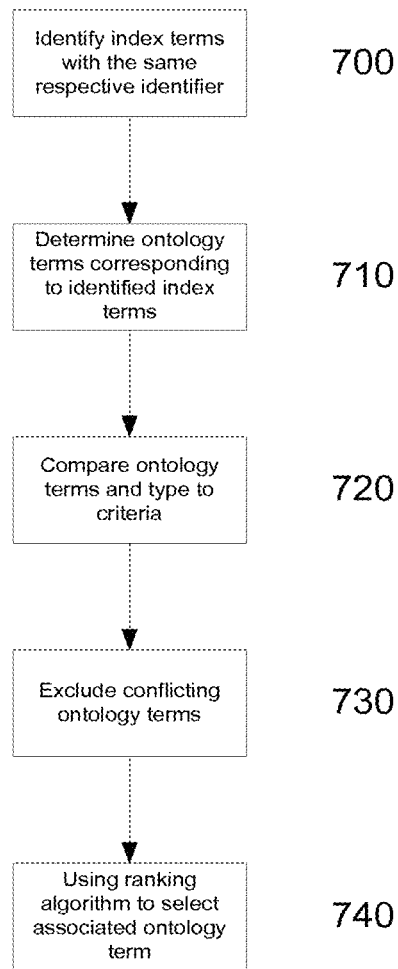 Identify index terms
with the same
respective identifier
700
Determine ontology
terms corresponding
to identified index
terms
710
Compare ontology
terms and type to
criteria
720
Exclude conflicting
ontology terms
730
Using ranking
algorithm to select
associated ontology
term
740